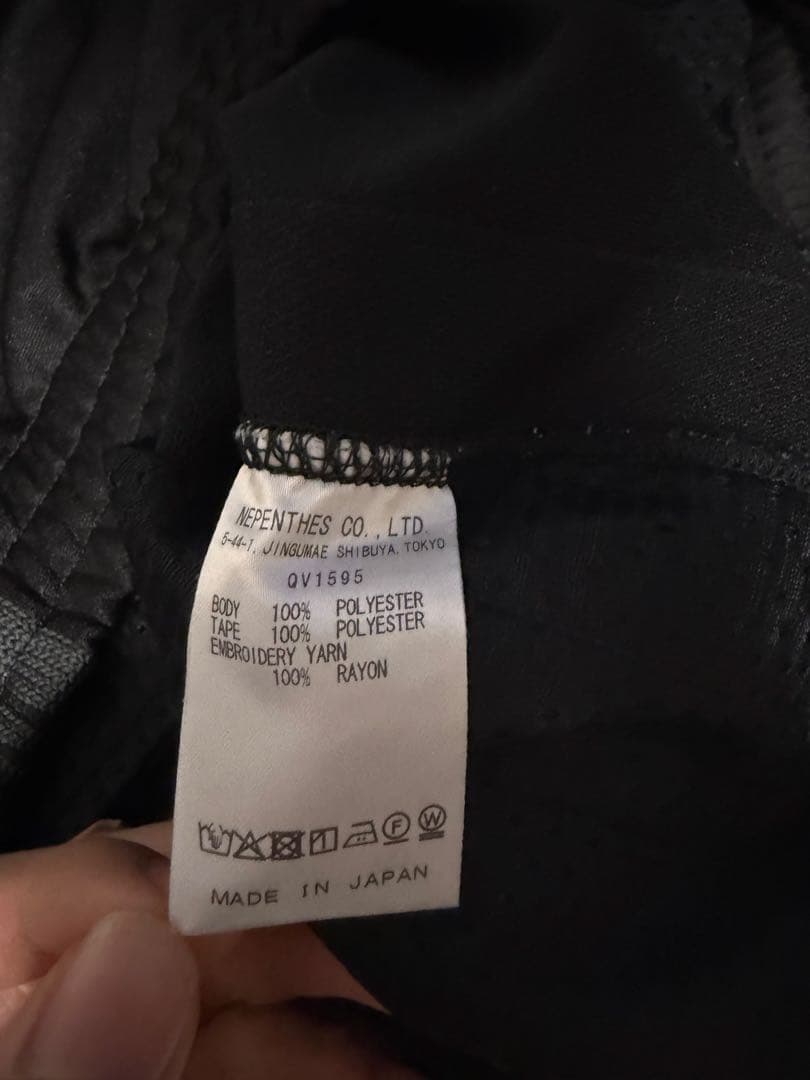 NEPENTHES CO.,LTD.
5-44-1, JINGUMAE SHIBUYA. TOKYO
QV1595
BODY 100% POLYESTER
TAPE 100% POLYESTER
EMBROIDERY YARN
100% RAYON
F W
MADE IN JAPAN